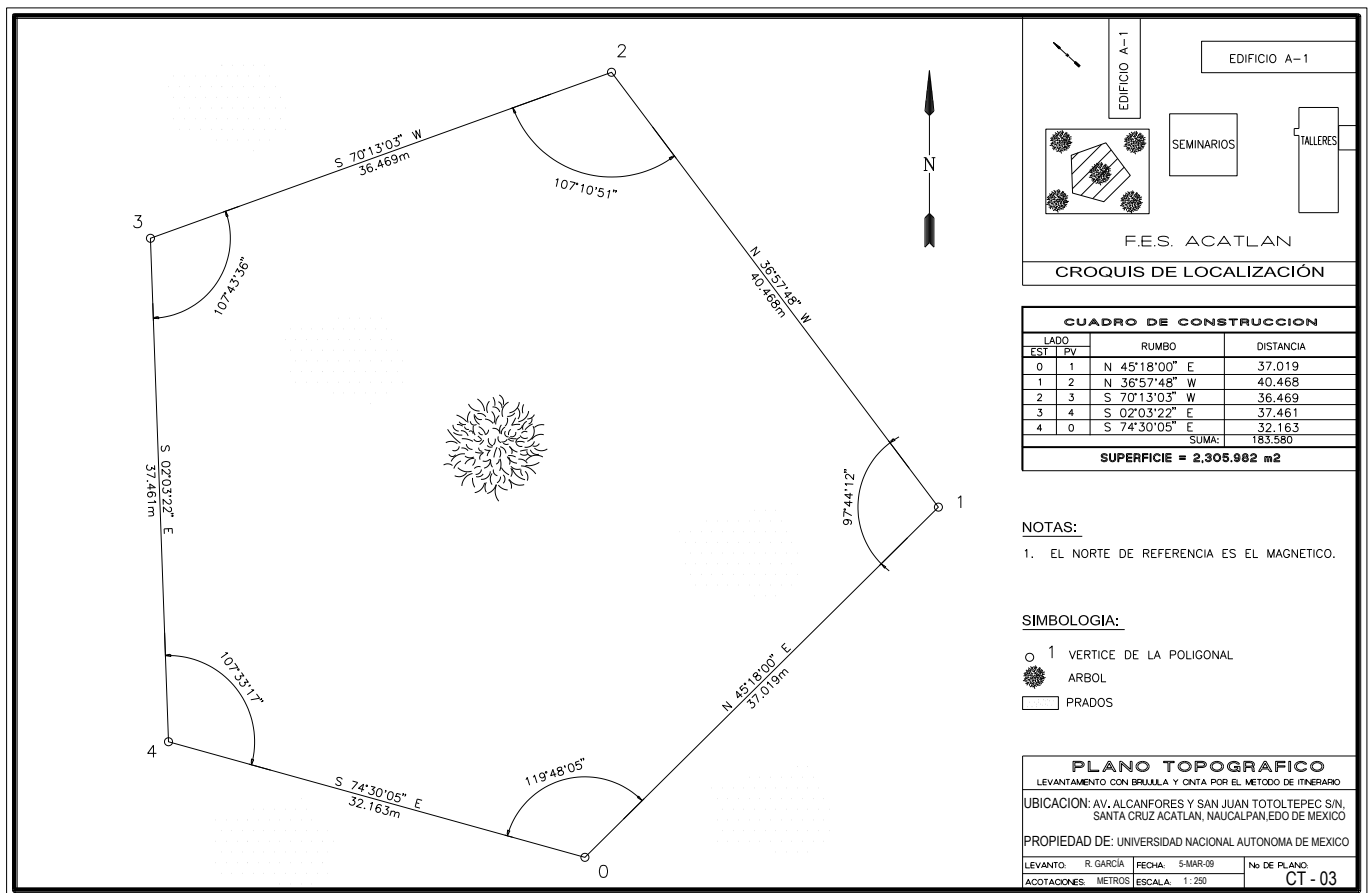 2
S 70°13'03" W
36.469m
107°10'51"
3
107°43'36"
N 36°57'48" W
40.468m
N
S 02°03'22" E
37.461m
97°44'12"
1
107°33'17"
4
N 45°18'00" E
37.019m
119°48'05"
S 74°30'05" E
32.163m
0
EDIFICIO A-1
EDIFICIO A-1
SEMINARIOS
TALLERES
F.E.S. ACATLAN
CROQUIS DE LOCALIZACIÓN
CUADRO DE CONSTRUCCION
LADO RUMBO DISTANCIA
EST PV
0 1 N 45°18'00" E 37.019
1 2 N 36°57'48" W 40.468
2 3 S 70°13'03" W 36.469
3 4 S 02°03'22" E 37.461
4 0 S 74°30'05" E 32.163
SUMA: 183.580
SUPERFICIE = 2,305.982 m2
NOTAS:
1. EL NORTE DE REFERENCIA ES EL MAGNETICO.
SIMBOLOGIA:
1 VERTICE DE LA POLIGONAL
ARBOL
PRADOS
PLANO TOPOGRAFICO
LEVANTAMIENTO CON BRUJULA Y CINTA POR EL METODO DE ITINERARIO
UBICACION: AV. ALCANFORES Y SAN JUAN TOTOLTEPEC S/N,
SANTA CRUZ ACATLAN, NAUCALPAN,EDO DE MEXICO
PROPIEDAD DE: UNIVERSIDAD NACIONAL AUTONOMA DE MEXICO
LEVANTO: R. GARCÍA FECHA: 5-MAR-09 No DE PLANO:
ACOTACIONES: METROS ESCALA: 1 : 250 CT - 03